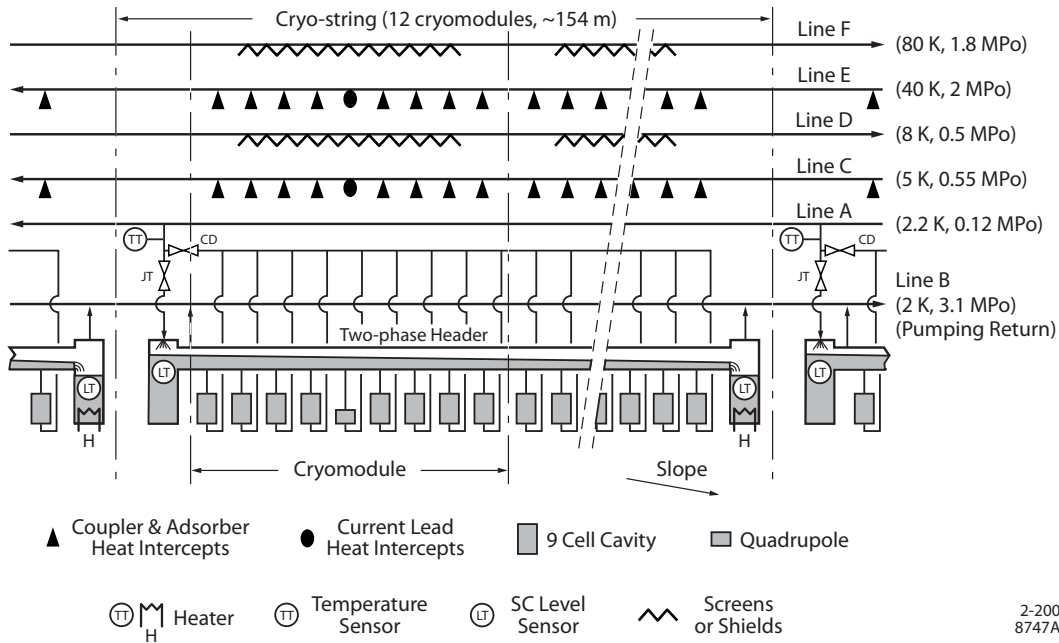 Cryo-string (12 cryomodules, ~154 m)
Line F
(80 K, 1.8 MPo)
Line E
(40 K, 2 MPo)
Line D
(8 K, 0.5 MPo)
Line C
(5 K, 0.55 MPo)
Line A
(2.2 K, 0.12 MPo)
TT
CD
TT
CD
JT
JT
Line B
(2 K, 3.1 MPo)
(Pumping Return)
Two-phase Header
LT
LT
LT
LT
H
H
Cryomodule
Slope
Coupler & Adsorber
Heat Intercepts
Current Lead
Heat Intercepts
9 Cell Cavity
Quadrupole
TT
H
Heater
TT
Temperature
Sensor
LT
SC Level
Sensor
Screens
or Shields
2-200
8747A